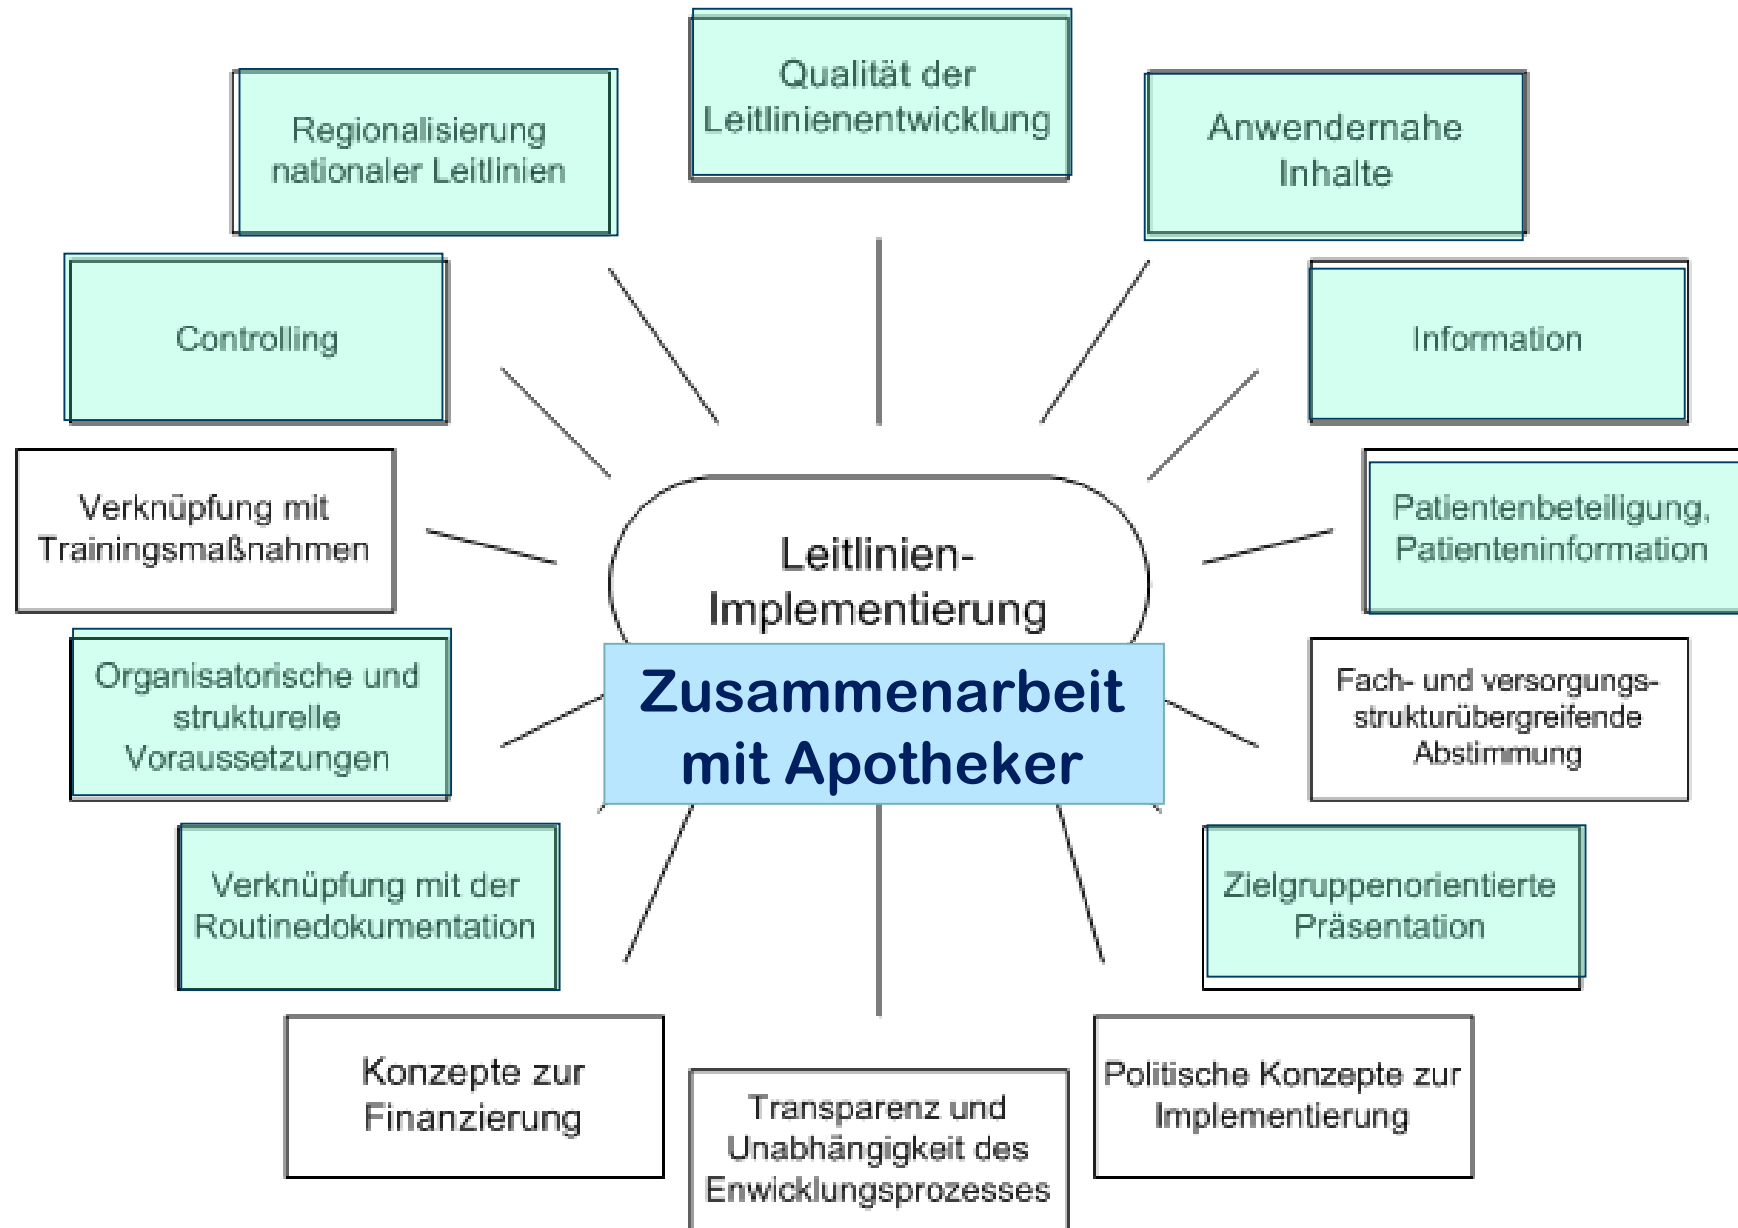 Qualität der
Leitlinienentwicklung
Regionalisierung
nationaler Leitlinien
Anwendernahe
Inhalte
Controlling
Information
Verknüpfung mit
Trainingsmaßnahmen
Leitlinien-
Implementierung
Patientenbeteiligung,
Patienteninformation
Zusammenarbeit
mit Apotheker
Organisatorische und
strukturelle
Voraussetzungen
Fach- und versorgungs-
strukturübergreifende
Abstimmung
Verknüpfung mit der
Routinedokumentation
Zielgruppenorientierte
Präsentation
Konzepte zur
Finanzierung
Transparenz und
Unabhängigkeit des
Enwicklungsprozesses
Politische Konzepte zur
Implementierung